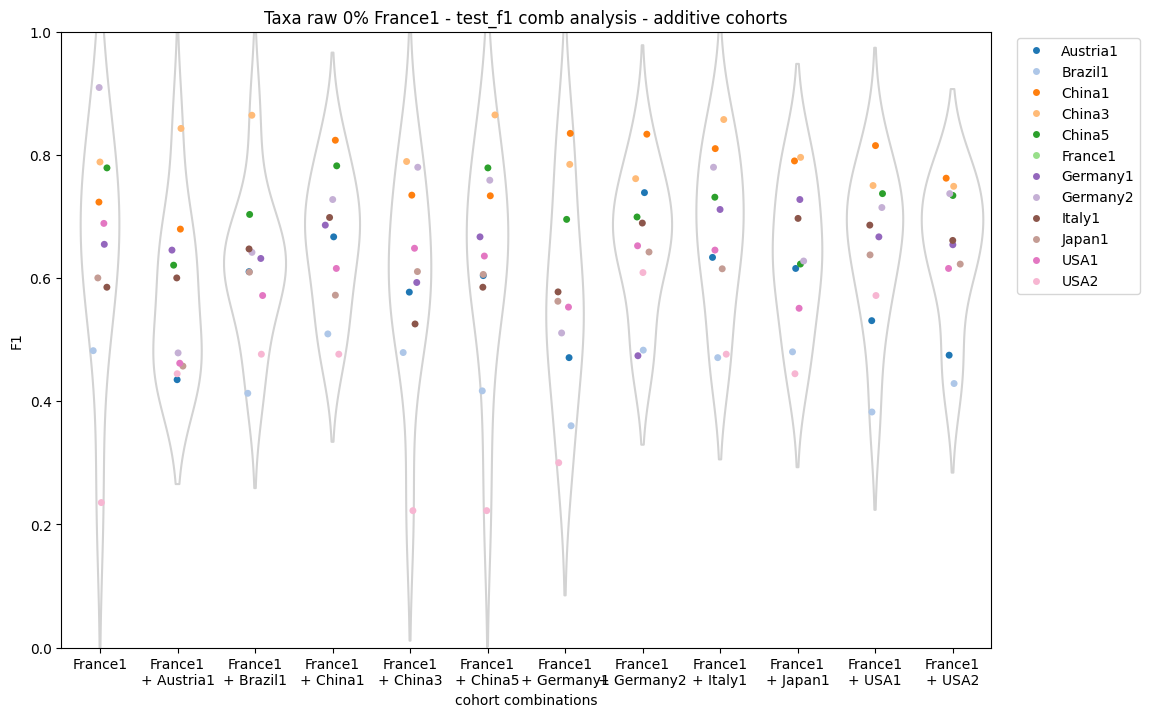 Taxa raw 0% France1 - test_f1 comb analysis - additive cohorts
1.0
0.8
0.6
0.4
0.2
0.0
F1
France1 France1 France1 France1 France1 France1 France1 France1 France1 France1 France1 France1
+ Austria1 + Brazil1 + China1 + China3 + China5 + Germany1 + Germany2 + Italy1 + Japan1 + USA1 + USA2
cohort combinations
Austria1
Brazil1
China1
China3
China5
France1
Germany1
Germany2
Italy1
Japan1
USA1
USA2